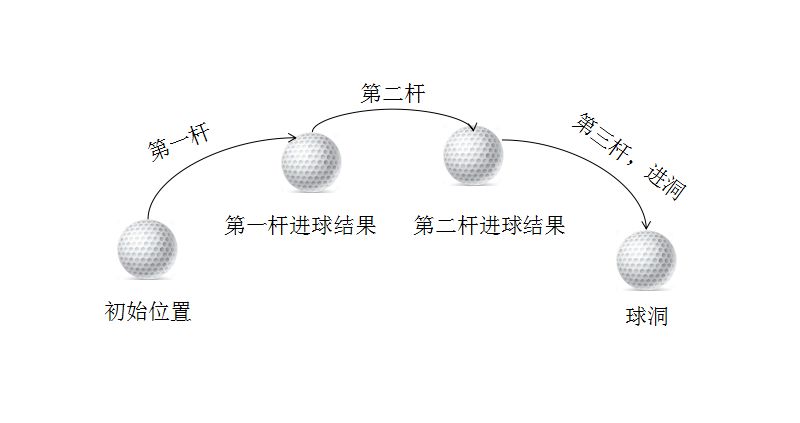 第一杆
第二杆
第三杆，进洞
第一杆进球结果
第二杆进球结果
初始位置
球洞